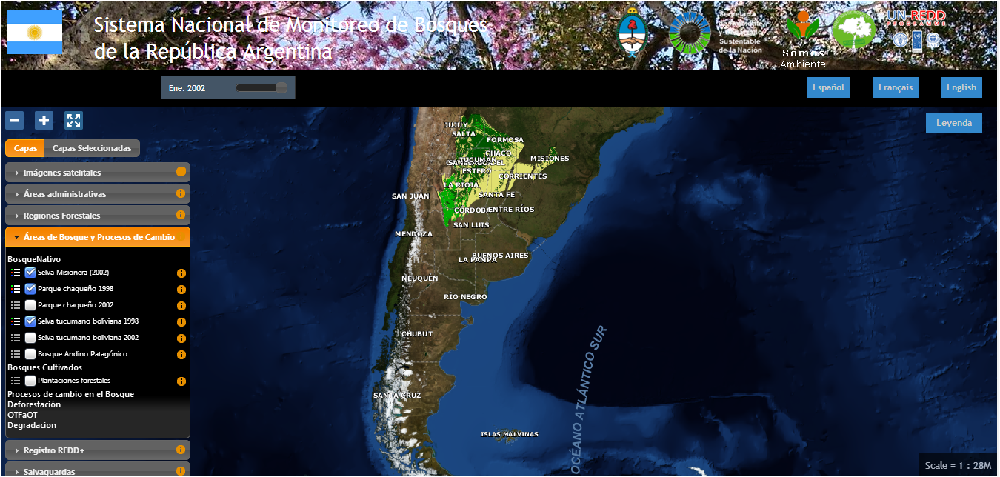 Sistema Nacional de Monitoreo de Bosques
de la República Argentina
Secretaría
de Ambiente
y Desarrollo
Sustentable
de la Nación
Somos
Ambiente
UN-REDD
PROGRAMME
Ene. 2002
Español
Français
English
Leyenda
Capas
Capas Seleccionadas
Imágenes satelitales
Áreas administrativas
Regiones Forestales
Áreas de Bosque y Procesos de Cambio
BosqueNativo
Selva Misionera (2002)
Parque chaqueño 1998
Parque chaqueño 2002
Selva tucumano boliviana 1998
Selva tucumano boliviana 2002
Bosque Andino Patagónico
Bosques Cultivados
Plantaciones forestales
Procesos de cambio en el Bosque
Deforestación
OTFaOT
Degradacion
Registro REDD+
Salvaguardas
JUJUY
SALTA
FORMOSA
CHACO
MISIONES
TUCUMÁN
SANTIAGO DEL
ESTERO
CORRIENTES
LA RIOJA
SANTA FE
SAN JUAN
CÓRDOBA
ENTRE RÍOS
SAN LUIS
MENDOZA
BUENOS AIRES
LA PAMPA
NEUQUÉN
RÍO NEGRO
CHUBUT
SANTA CRUZ
ISLAS MALVINAS
OCÉANO ATLÁNTICO SUR
Scale = 1 : 28M